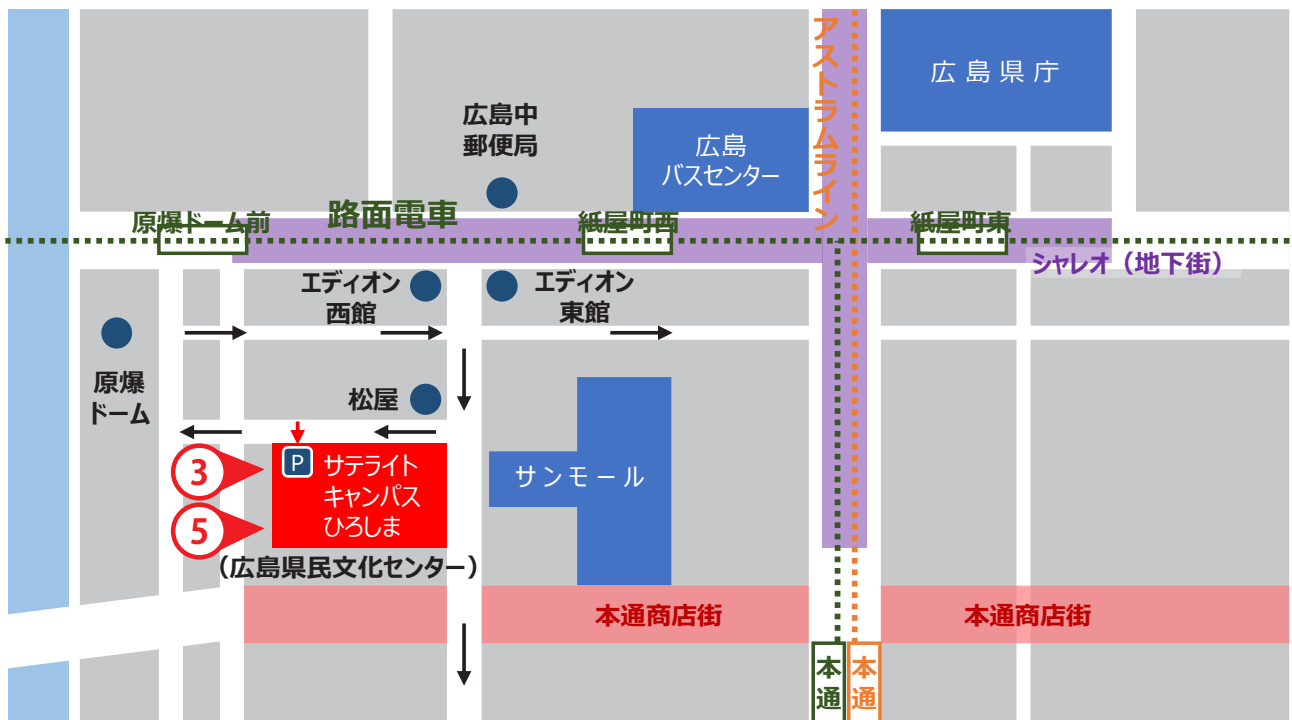 アストラムライン
広島県庁
広島中
郵便局
広島
バスセンター
原爆ドーム前
路面電車
紙屋町西
紙屋町東
シャレオ（地下街）
エディオン
西館
エディオン
東館
原爆
ドーム
松屋
3
P
サテライト
キャンパス
ひろしま
サンモール
5
（広島県民文化センター）
本通商店街
本通商店街
本通
本通